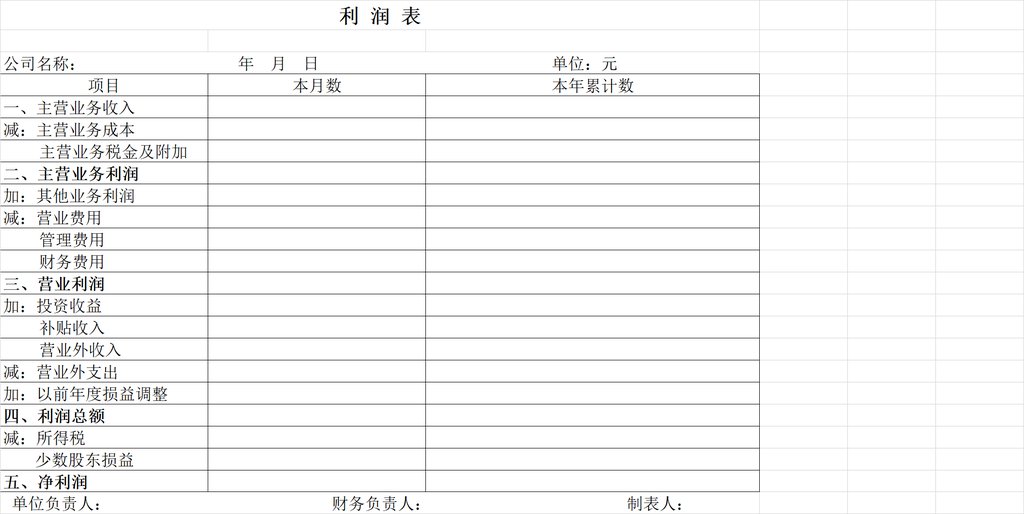 利 润 表
公司名称： 年 月 日 单位：元
项目 本月数 本年累计数
一、主营业务收入
减：主营业务成本
主营业务税金及附加
二、主营业务利润
加：其他业务利润
减：营业费用
管理费用
财务费用
三、营业利润
加：投资收益
补贴收入
营业外收入
减：营业外支出
加：以前年度损益调整
四、利润总额
减：所得税
少数股东损益
五、净利润
单位负责人： 财务负责人： 制表人：